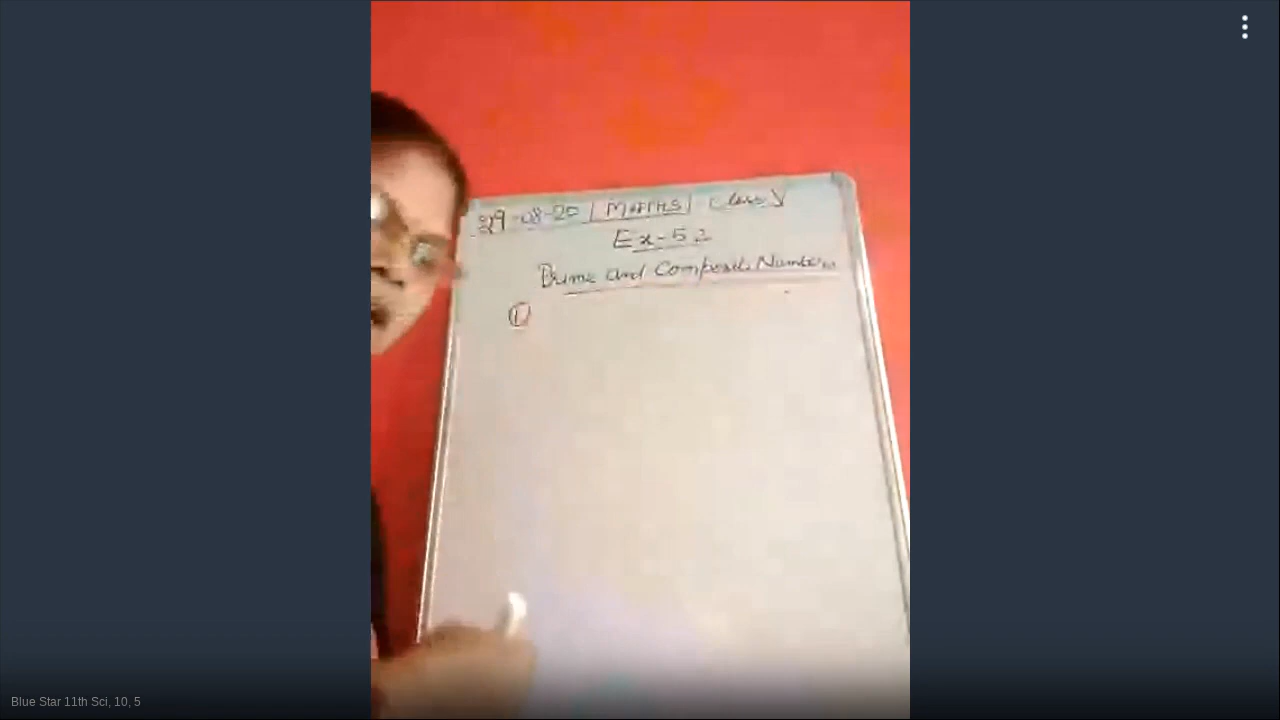 29-08-20 | MATHS | Class V
Ex-5.2
Prime and Composite Numbers
①
Blue Star 11th Sci, 10, 5